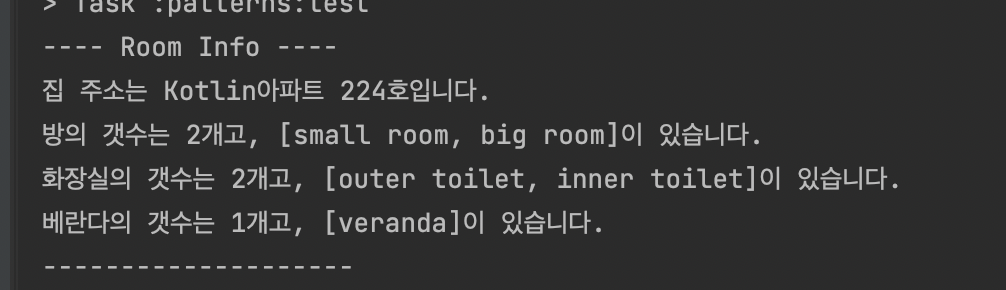 > Task :patterns:test
---- Room Info ----
집 주소는 Kotlin아파트 224호입니다.
방의 갯수는 2개고, [small room, big room]이 있습니다.
화장실의 갯수는 2개고, [outer toilet, inner toilet]이 있습니다.
베란다의 갯수는 1개고, [veranda]이 있습니다.
--------------------